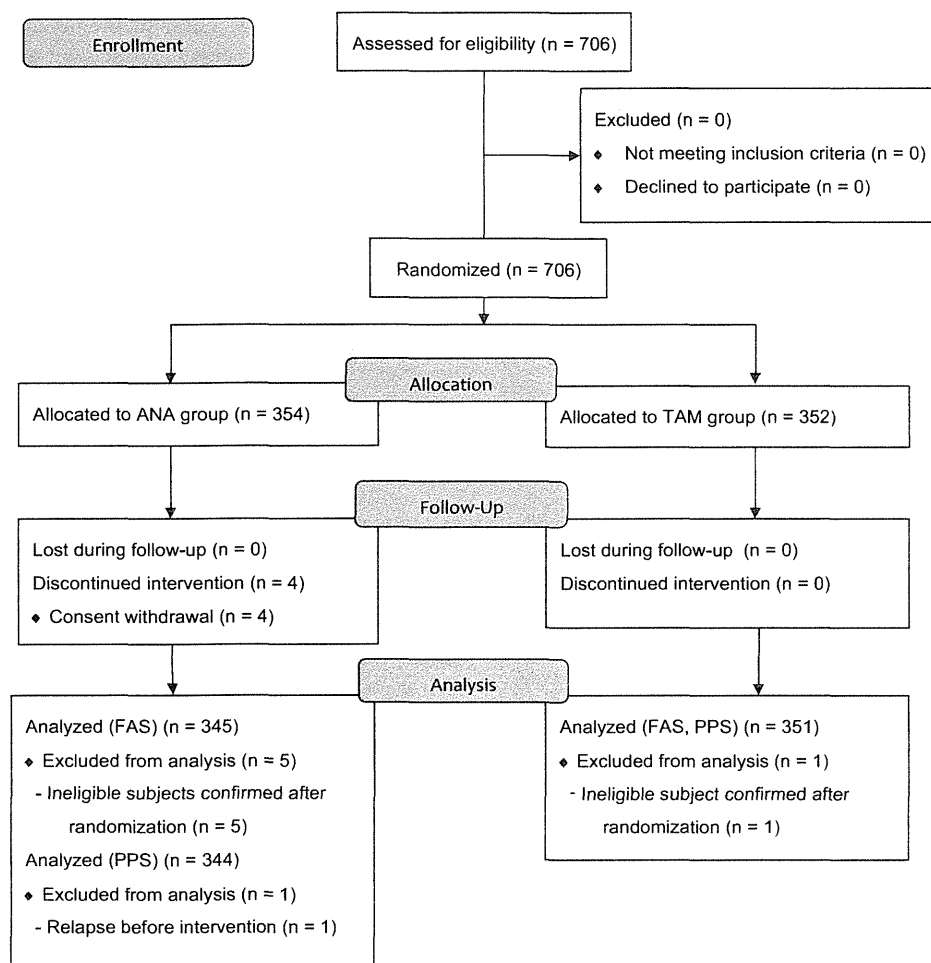 Enrollment
Assessed for eligibility (n = 706)
Excluded (n = 0)
♦ Not meeting inclusion criteria (n = 0)
♦ Declined to participate (n = 0)
Randomized (n = 706)
Allocation
Allocated to ANA group (n = 354)
Allocated to TAM group (n = 352)
Follow-Up
Lost during follow-up (n = 0)
Discontinued intervention (n = 4)
♦ Consent withdrawal (n = 4)
Lost during follow-up (n = 0)
Discontinued intervention (n = 0)
Analysis
Analyzed (FAS) (n = 345)
♦ Excluded from analysis (n = 5)
- Ineligible subjects confirmed after
randomization (n = 5)
Analyzed (PPS) (n = 344)
♦ Excluded from analysis (n = 1)
- Relapse before intervention (n = 1)
Analyzed (FAS, PPS) (n = 351)
♦ Excluded from analysis (n = 1)
- Ineligible subject confirmed after
randomization (n = 1)